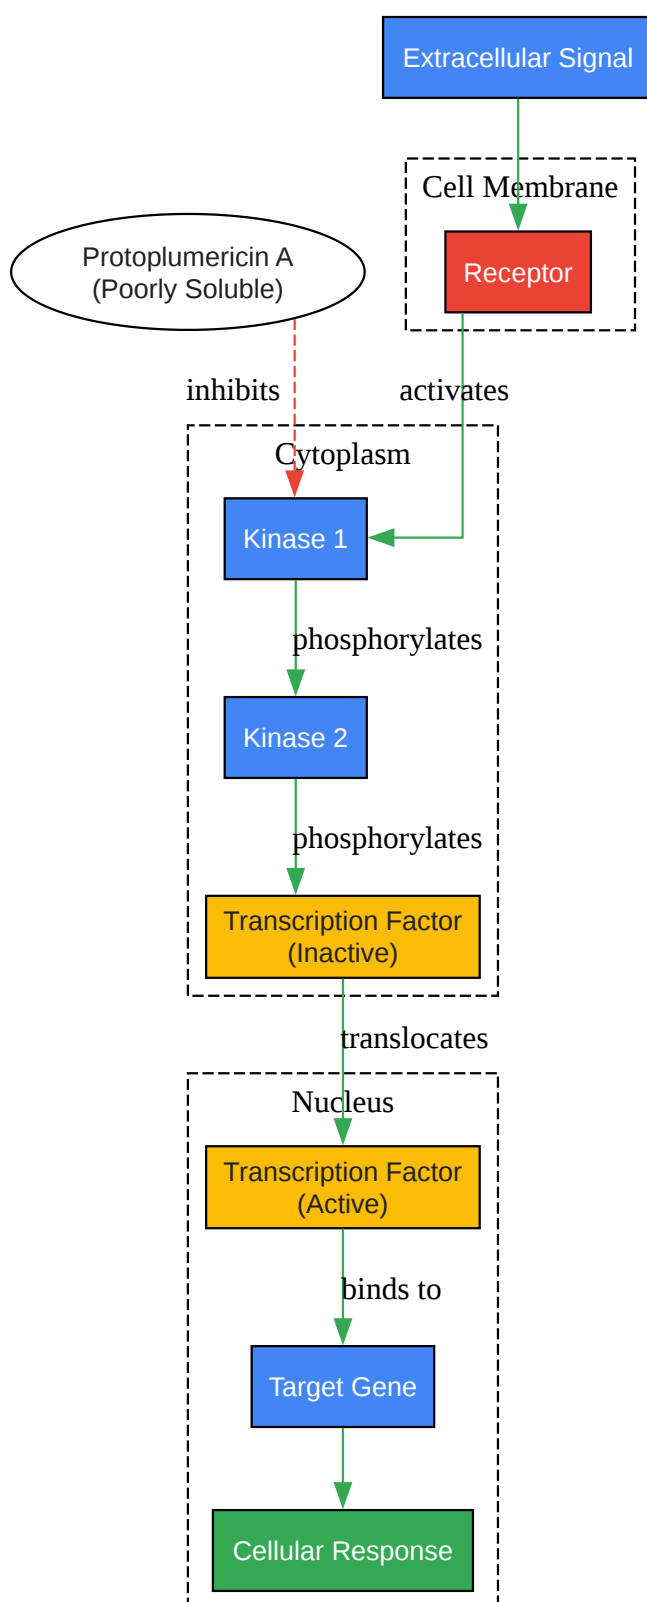 Extracellular Signal
Cell Membrane
Receptor
Protoplumericin A
(Poorly Soluble)
inhibits
activates
Cytoplasm
Kinase 1
phosphorylates
Kinase 2
phosphorylates
Transcription Factor
(Inactive)
translocates
Nucleus
Transcription Factor
(Active)
binds to
Target Gene
Cellular Response